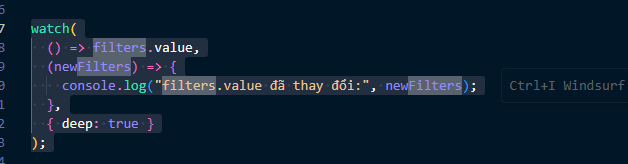 watch(
() => filters.value,
(newFilters) => {
console.log("filters.value đã thay đổi:", newFilters);
},
{ deep: true }
);
Ctrl+I Windsurf